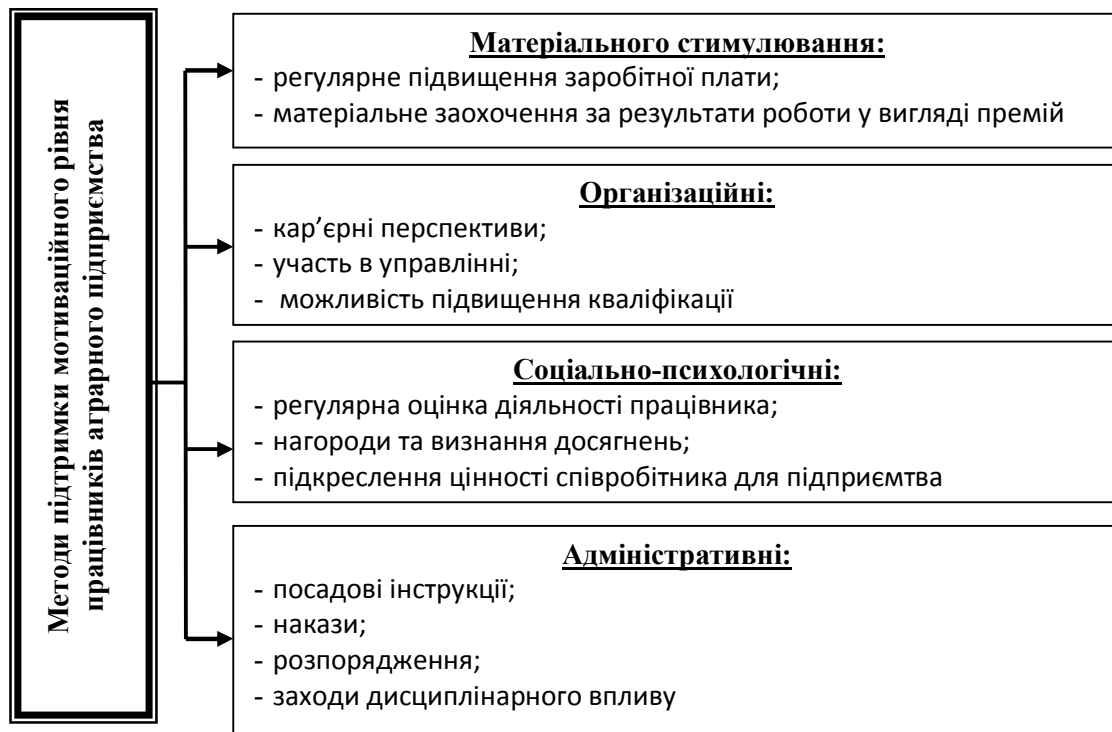 Методи підтримки мотиваційного рівня
працівників аграрного підприємства
Матеріального стимулювання:
- регулярне підвищення заробітної плати;
- матеріальне заохочення за результати роботи у вигляді премій
Організаційні:
- кар’єрні перспективи;
- участь в управлінні;
- можливість підвищення кваліфікації
Соціально-психологічні:
- регулярна оцінка діяльності працівника;
- нагороди та визнання досягнень;
- підкреслення цінності співробітника для підприємтва
Адміністративні:
- посадові інструкції;
- накази;
- розпорядження;
- заходи дисциплінарного впливу